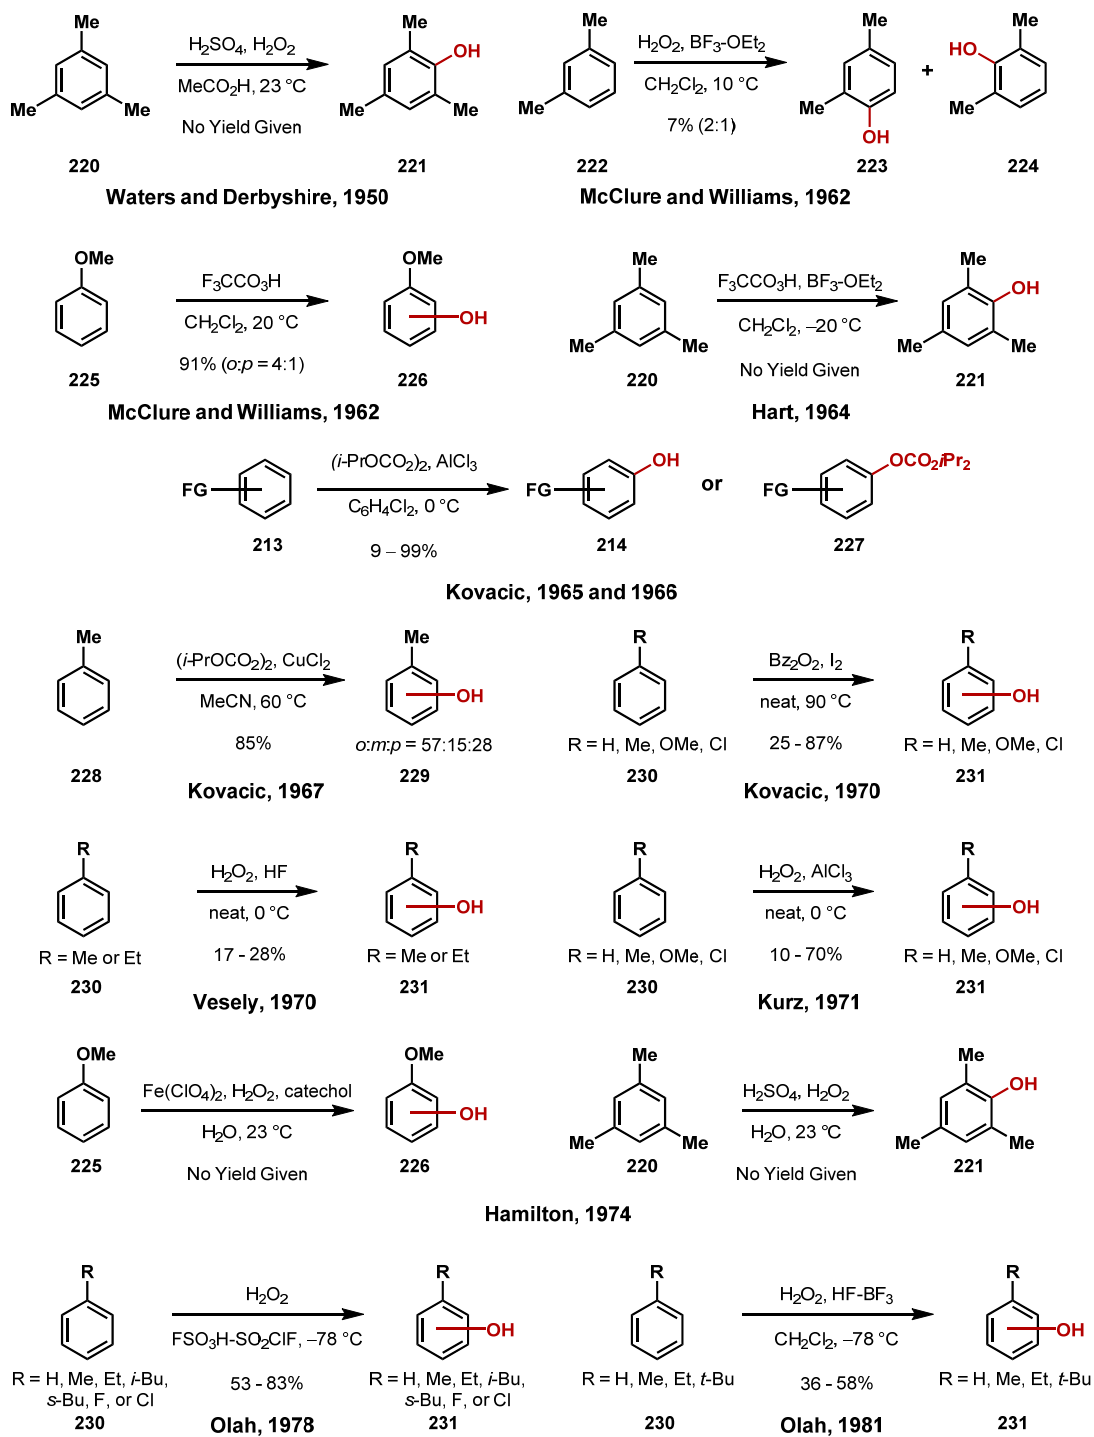 Me
Me
Me
220
H2SO4, H2O2
MeCO2H, 23 °C
No Yield Given
Me
OH
Me
Me
221
Waters and Derbyshire, 1950
Me
Me
222
H2O2, BF3-OEt2
CH2Cl2, 10 °C
7% (2:1)
Me
Me
OH
223
+
Me
HO
Me
224
McClure and Williams, 1962
OMe
225
F3CCO3H
CH2Cl2, 20 °C
91% (o:p = 4:1)
OMe
OH
226
McClure and Williams, 1962
Me
Me
Me
220
F3CCO3H, BF3-OEt2
CH2Cl2, –20 °C
No Yield Given
Me
OH
Me
Me
221
Hart, 1964
FG
213
(i-PrOCO2)2, AlCl3
C6H4Cl2, 0 °C
9 – 99%
OH
FG
214
or
OCO2iPr2
FG
227
Kovacic, 1965 and 1966
Me
228
(i-PrOCO2)2, CuCl2
MeCN, 60 °C
85%
Me
OH
o:m:p = 57:15:28
229
Kovacic, 1967
R
R = H, Me, OMe, Cl
230
Bz2O2, I2
neat, 90 °C
25 - 87%
R
OH
R = H, Me, OMe, Cl
231
Kovacic, 1970
R
R = Me or Et
230
H2O2, HF
neat, 0 °C
17 - 28%
R
OH
R = Me or Et
231
Vesely, 1970
R
R = H, Me, OMe, Cl
230
H2O2, AlCl3
neat, 0 °C
10 - 70%
R
OH
R = H, Me, OMe, Cl
231
Kurz, 1971
OMe
225
Fe(ClO4)2, H2O2, catechol
H2O, 23 °C
No Yield Given
OMe
OH
226
Me
Me
Me
220
H2SO4, H2O2
H2O, 23 °C
No Yield Given
Me
OH
Me
Me
221
Hamilton, 1974
R
R = H, Me, Et, i-Bu,
s-Bu, F, or Cl
230
H2O2
FSO3H-SO2ClF, –78 °C
53 - 83%
R
OH
R = H, Me, Et, i-Bu,
s-Bu, F, or Cl
231
Olah, 1978
R
R = H, Me, Et, t-Bu
230
H2O2, HF-BF3
CH2Cl2, –78 °C
36 - 58%
R
OH
R = H, Me, Et, t-Bu
231
Olah, 1981